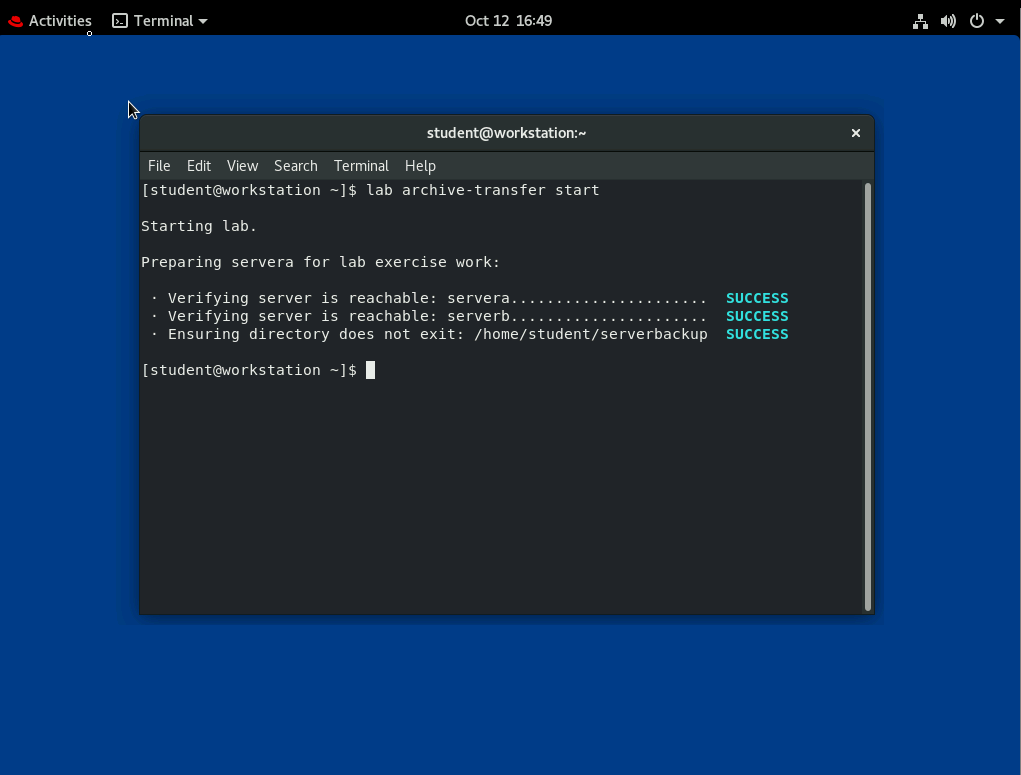 Activities Terminal Oct 12 16:49
student@workstation:~
File Edit View Search Terminal Help
[student@workstation ~]$ lab archive-transfer start
Starting lab.
Preparing servera for lab exercise work:
· Verifying server is reachable: servera...................... SUCCESS
· Verifying server is reachable: serverb...................... SUCCESS
· Ensuring directory does not exit: /home/student/serverbackup SUCCESS
[student@workstation ~]$